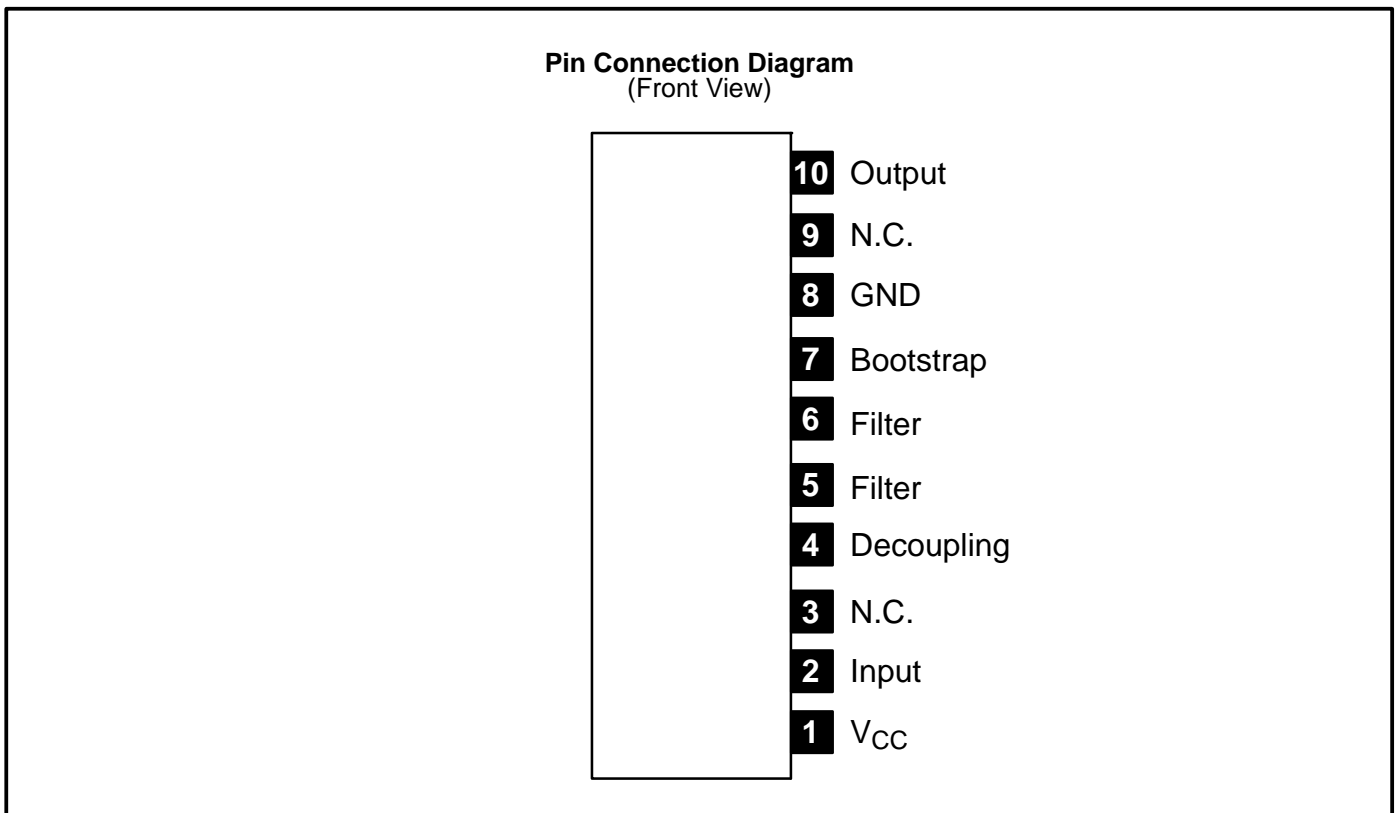 Pin Connection Diagram
(Front View)
10 Output
9 N.C.
8 GND
7 Bootstrap
6 Filter
5 Filter
4 Decoupling
3 N.C.
2 Input
1 VCC